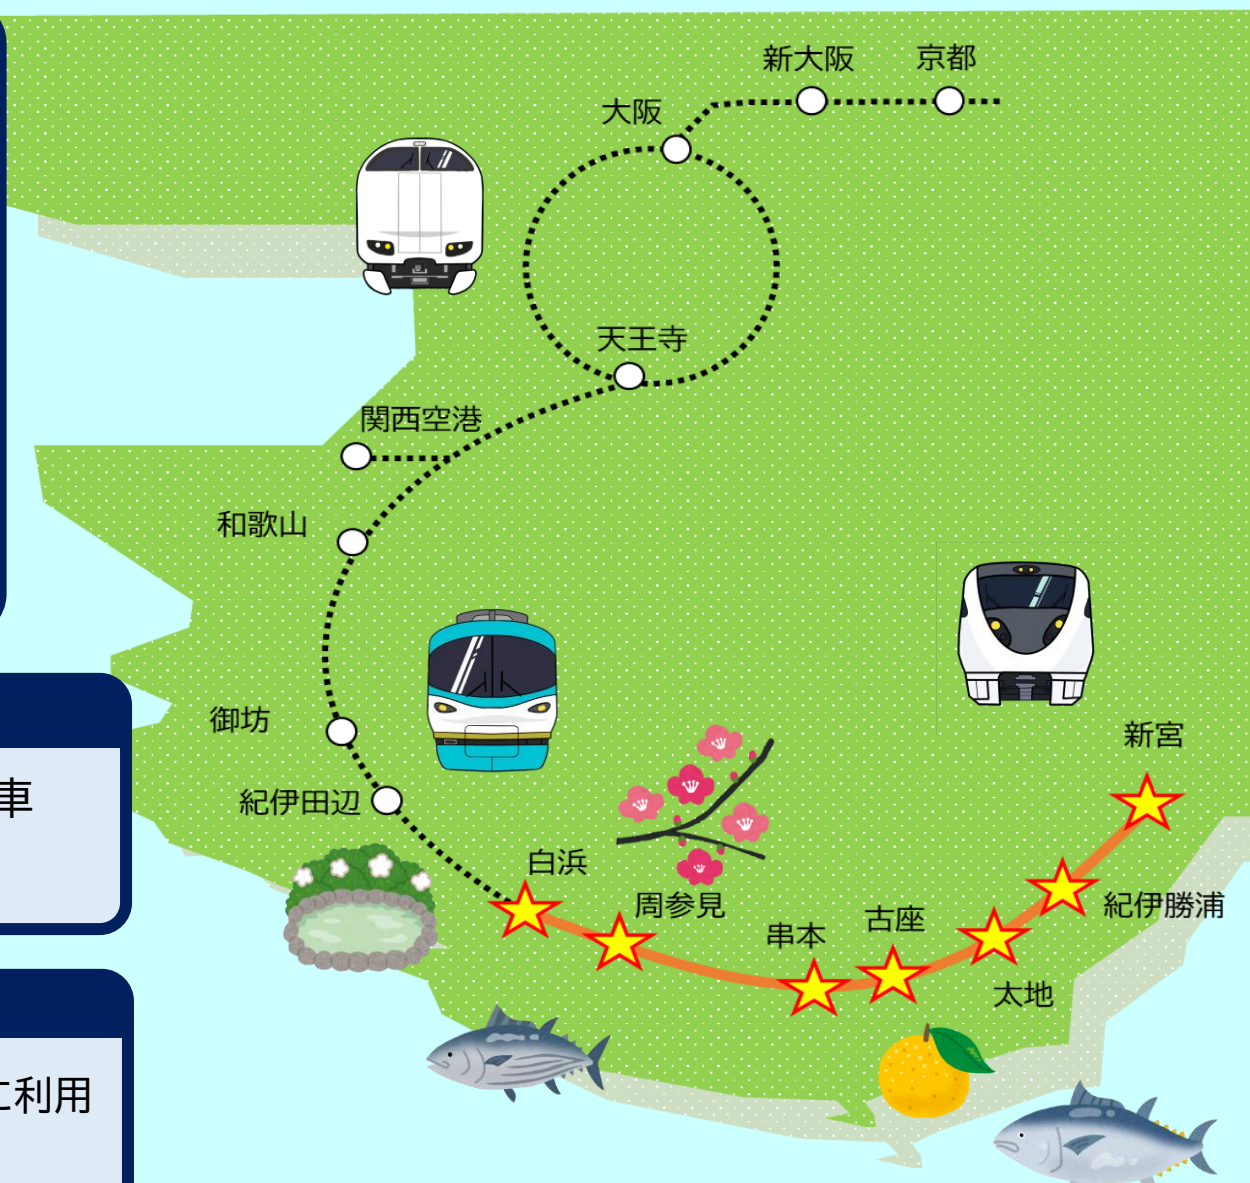 新大阪
京都
大阪
天王寺
関西空港
和歌山
御坊
新宮
車
紀伊田辺
白浜
周参見
紀伊勝浦
古座
串本
太地
に利用